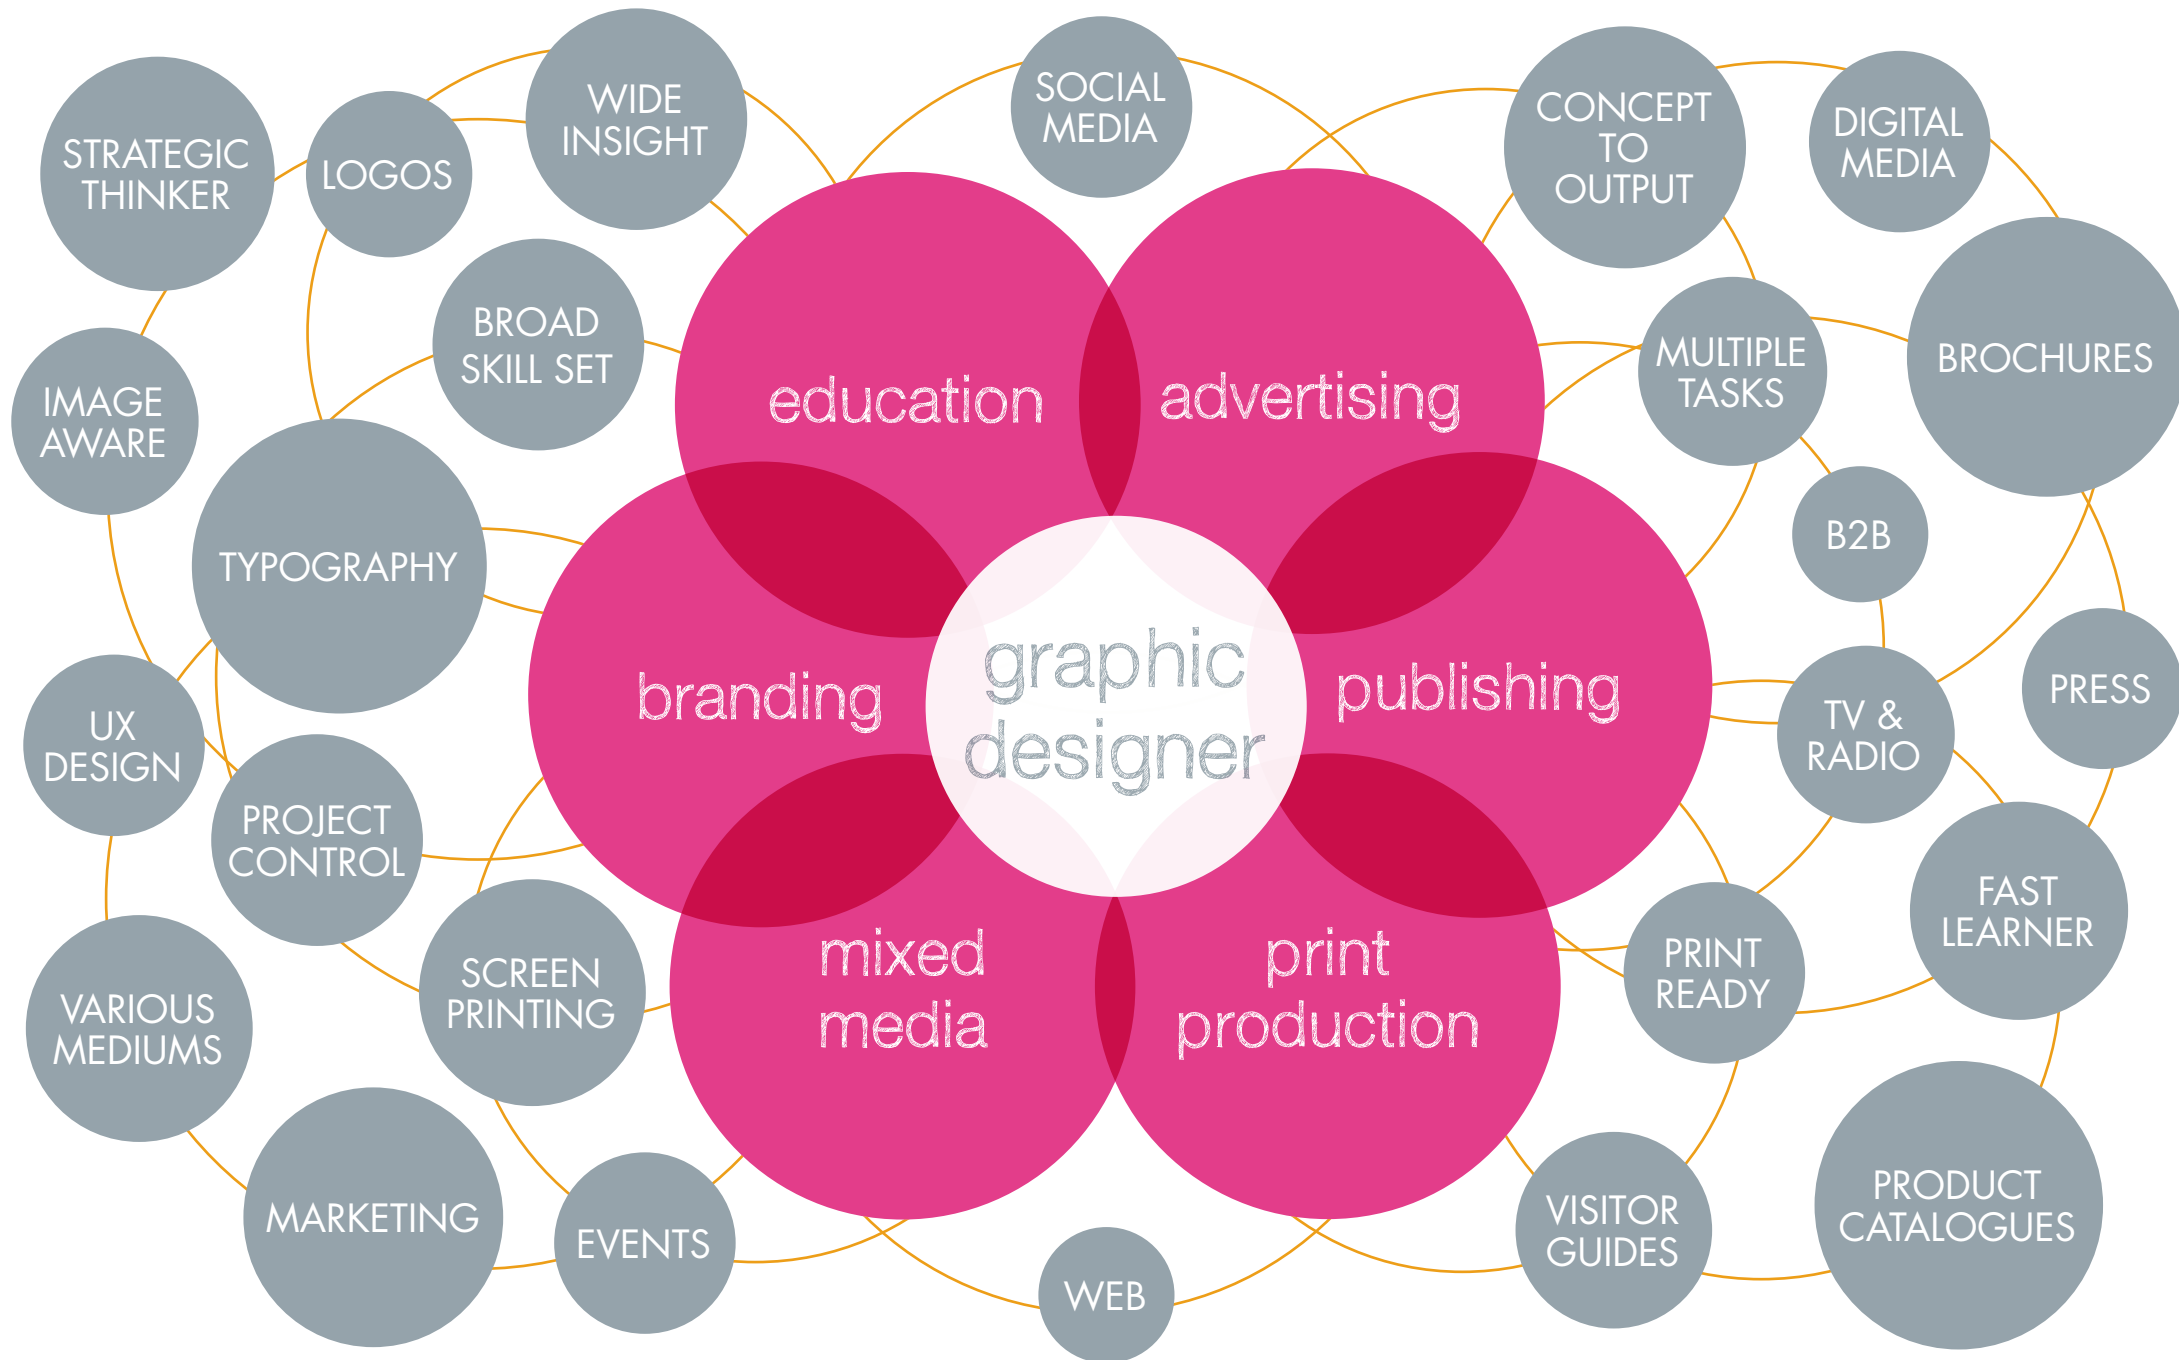 WIDE
INSIGHT
SOCIAL
MEDIA
CONCEPT
TO
OUTPUT
DIGITAL
MEDIA
STRATEGIC
THINKER
LOGOS
BROAD
SKILL SET
MULTIPLE
TASKS
BROCHURES
IMAGE
AWARE
education
advertising
TYPOGRAPHY
B2B
branding
graphic
designer
publishing
PRESS
UX
DESIGN
TV &
RADIO
PROJECT
CONTROL
FAST
LEARNER
SCREEN
PRINTING
mixed
media
print
production
PRINT
READY
VARIOUS
MEDIUMS
MARKETING
EVENTS
WEB
VISITOR
GUIDES
PRODUCT
CATALOGUES